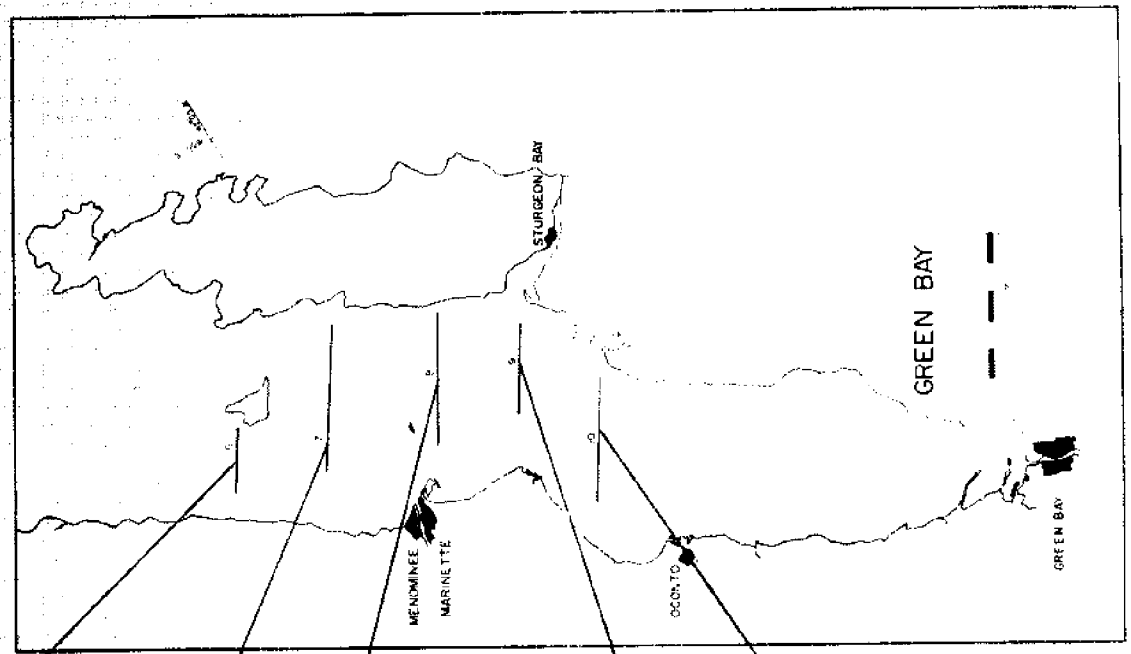 STURGEON BAY
GREEN BAY
MENOMINEE
MARINETTE
OCONTO
GREEN BAY